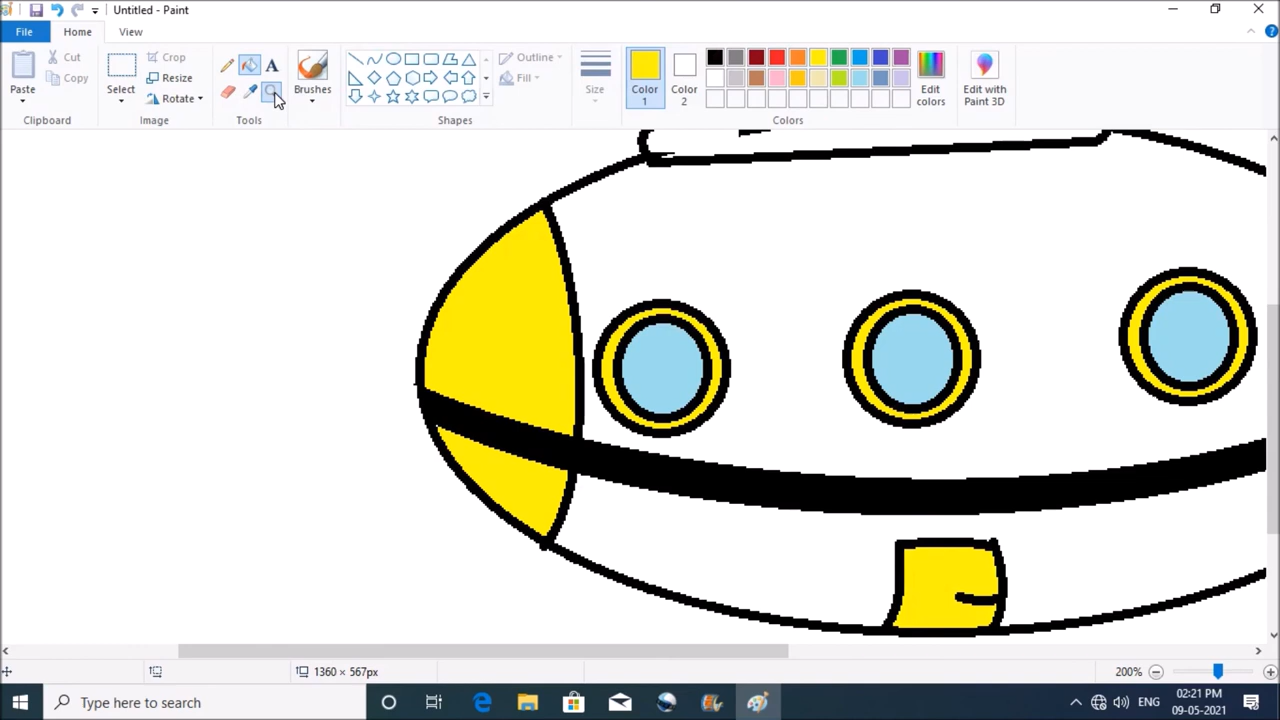 Untitled - Paint
File Home View
Paste
Cut
Copy
Clipboard
Select
Crop
Resize
Rotate
Image
A
Tools
Brushes
Outline
Fill
Shapes
Size
Color 1
Color 2
Edit colors
Colors
Edit with Paint 3D
1360 × 567px
200%
Type here to search
ENG
02:21 PM
09-05-2021